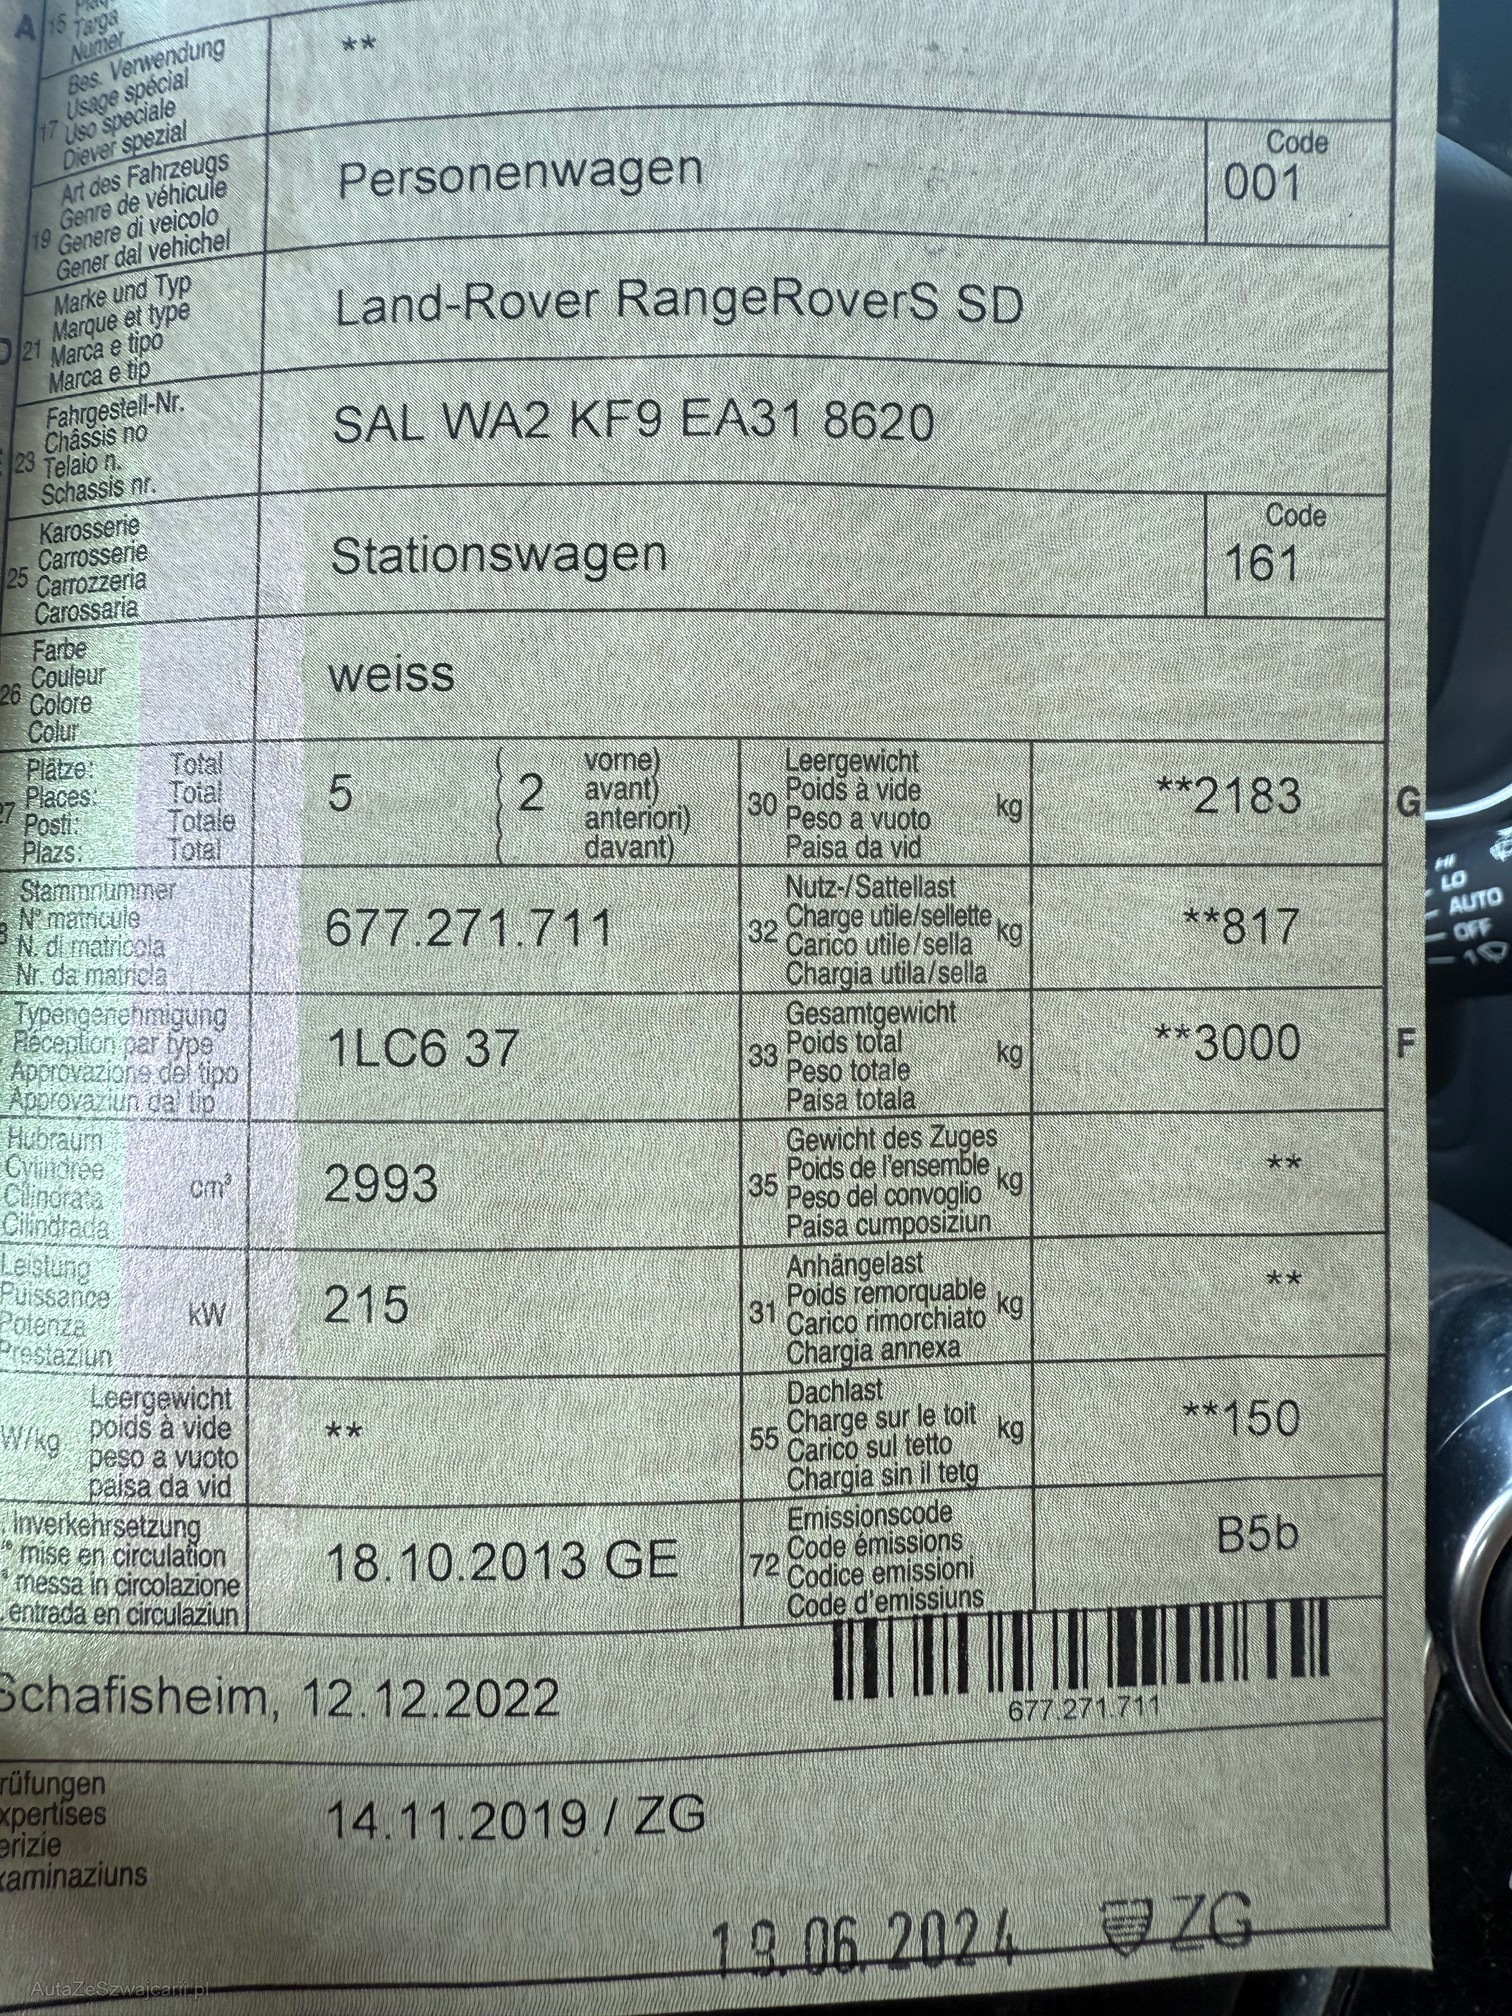 A 15 Targa
Numer
**
17 Bes. Verwendung
Usage spécial
Uso speciale
Diever spezial
19 Art des Fahrzeugs
Genre de véhicule
Genere di veicolo
Gener dal vehichel
Personenwagen
Code
001
21 Marke und Typ
Marque et type
Marca e tipo
Marca e tip
Land-Rover RangeRoverS SD
23 Fahrgestell-Nr.
Châssis no
Telaio n.
Schassis nr.
SAL WA2 KF9 EA31 8620
25 Karosserie
Carrosserie
Carrozzeria
Carossaria
Stationswagen
Code
161
26 Farbe
Couleur
Colore
Colur
weiss
Plätze: Total
Places: Total
Posti: Totale
Plazs: Total
5 ( 2 vorne)
avant)
anteriori)
davant)
30 Leergewicht
Poids à vide
Peso a vuoto
Paisa da vid
kg
**2183
G
Stammnummer
N° matricule
N. di matricola
Nr. da matricla
677.271.711
32 Nutz-/Sattellast
Charge utile/sellette
Carico utile/sella
Chargia utila/sella
kg
**817
Typengenehmigung
Réception par type
Approvazione del tipo
Approvaziun dal tip
1LC6 37
33 Gesamtgewicht
Poids total
Peso totale
Paisa totala
kg
**3000
F
Hubraum
Cylindrée
Cilindrata
Cilindrada
cm³
2993
35 Gewicht des Zuges
Poids de l'ensemble
Peso del convoglio
Paisa cumposiziun
kg
**
Leistung
Puissance
Potenza
Prestaziun
kW
215
31 Anhängelast
Poids remorquable
Carico rimorchiato
Chargia annexa
kg
**
W/kg
Leergewicht
poids à vide
peso a vuoto
paisa da vid
**
55 Dachlast
Charge sur le toit
Carico sul tetto
Chargia sin il tetg
kg
**150
. Inverkehrsetzung
mise en circulation
messa in circolazione
entrada en circulaziun
18.10.2013 GE
72 Emissionscode
Code émissions
Codice emissioni
Code d'emissiuns
B5b
Schafisheim, 12.12.2022
677.271.711
rüfungen
xpertises
erizie
xaminaziuns
14.11.2019 / ZG
19.06.2024 ZG
HI
LO
AUTO
OFF
1
AutaZeSzwajcarii.pl